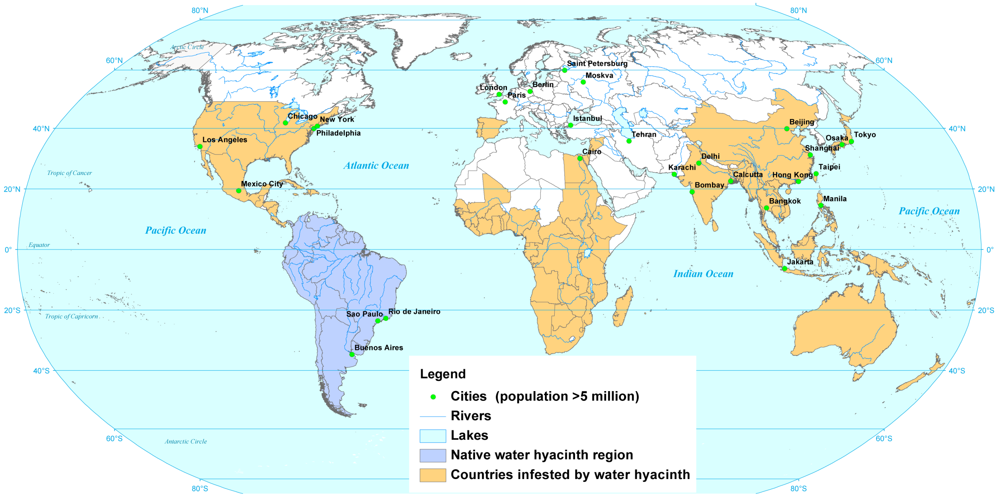 80°N
80°N
Arctic Circle
60°N
60°N
Saint Petersburg
Moskva
Berlin
London
Paris
Chicago
New York
Istanbul
Beijing
40°N
40°N
Philadelphia
Tehran
Tokyo
Osaka
Los Angeles
Cairo
Shanghai
Delhi
Atlantic Ocean
Karachi
Taipei
Tropic of Cancer
Calcutta
Hong Kong
Mexico City
Bombay
20°N
20°N
Manila
Bangkok
Pacific Ocean
Pacific Ocean
Equator
0°
0°
Jakarta
Indian Ocean
20°S
20°S
Rio de Janeiro
Sao Paulo
Tropic of Capricorn
Buenos Aires
40°S
40°S
Legend
Cities (population >5 million)
Rivers
Lakes
Native water hyacinth region
Countries infested by water hyacinth
60°S
60°S
Antarctic Circle
80°S
80°S